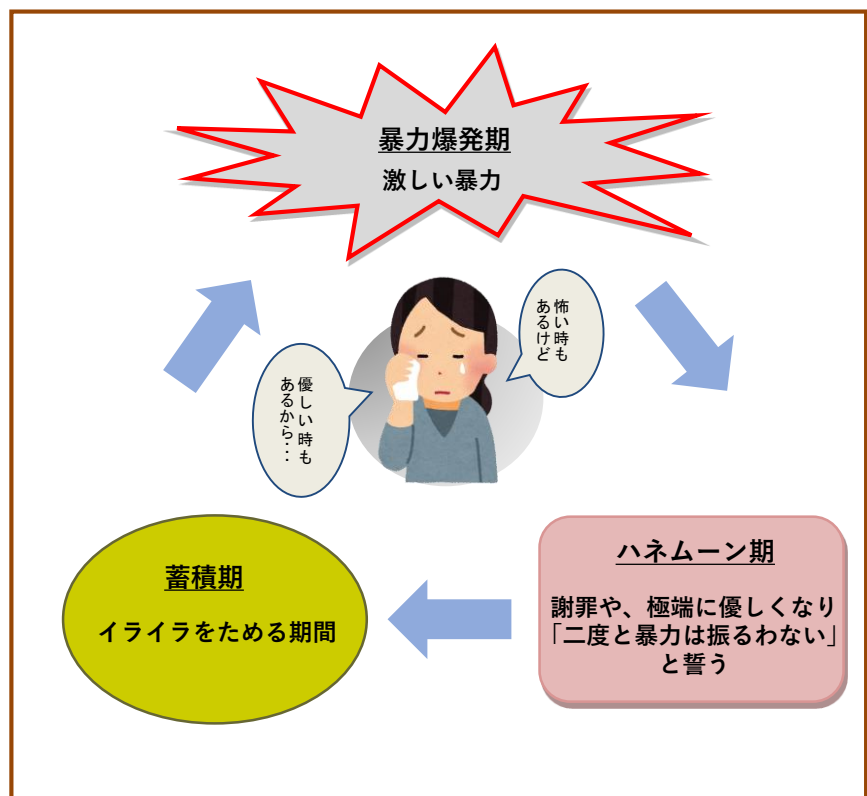 暴力爆発期
激しい暴力
怖い時も
あるけど
優しい時も
あるから・・・
ハネムーン期
謝罪や、極端に優しくなり
「二度と暴力は振るわない」
と誓う
蓄積期
イライラをためる期間